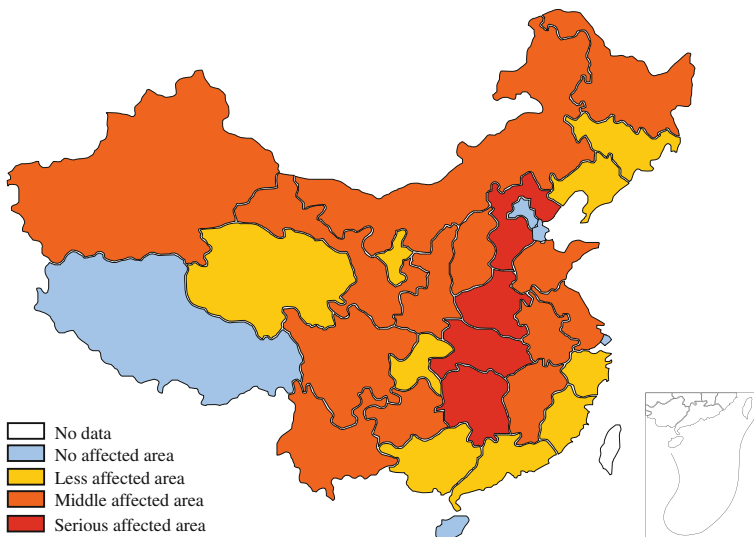 No data
No affected area
Less affected area
Middle affected area
Serious affected area